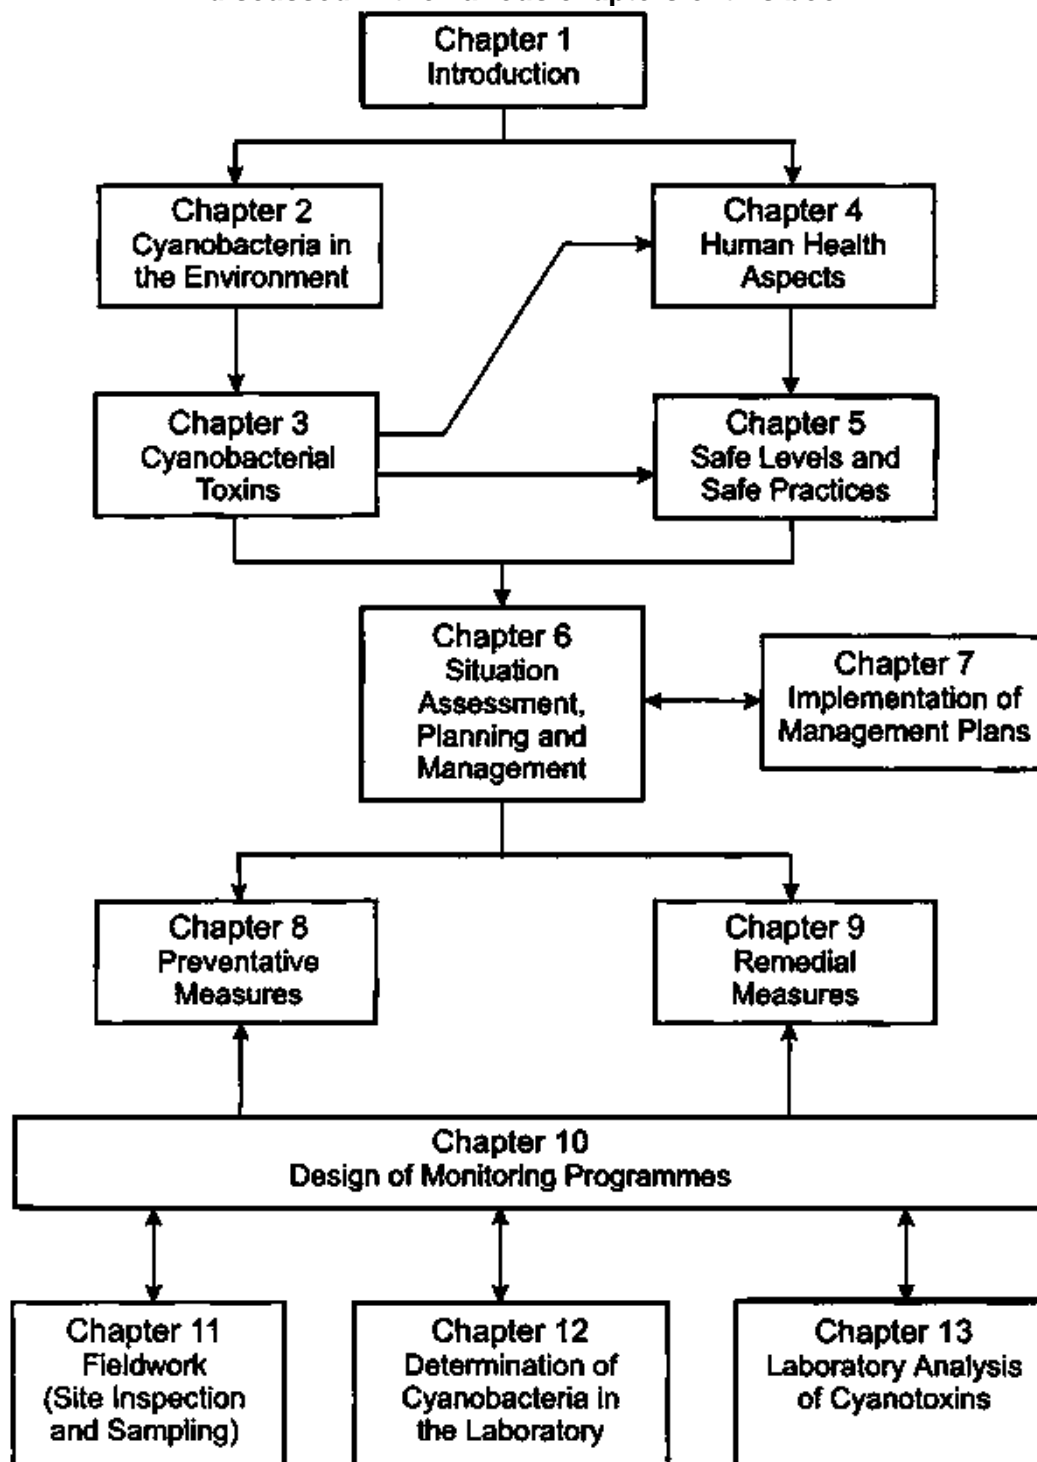 Chapter 1
Introduction
Chapter 2
Cyanobacteria in
the Environment
Chapter 4
Human Health
Aspects
Chapter 3
Cyanobacterial
Toxins
Chapter 5
Safe Levels and
Safe Practices
Chapter 6
Situation
Assessment,
Planning and
Management
Chapter 7
Implementation of
Management Plans
Chapter 8
Preventative
Measures
Chapter 9
Remedial
Measures
Chapter 10
Design of Monitoring Programmes
Chapter 11
Fieldwork
(Site Inspection
and Sampling)
Chapter 12
Determination of
Cyanobacteria in
the Laboratory
Chapter 13
Laboratory Analysis
of Cyanotoxins